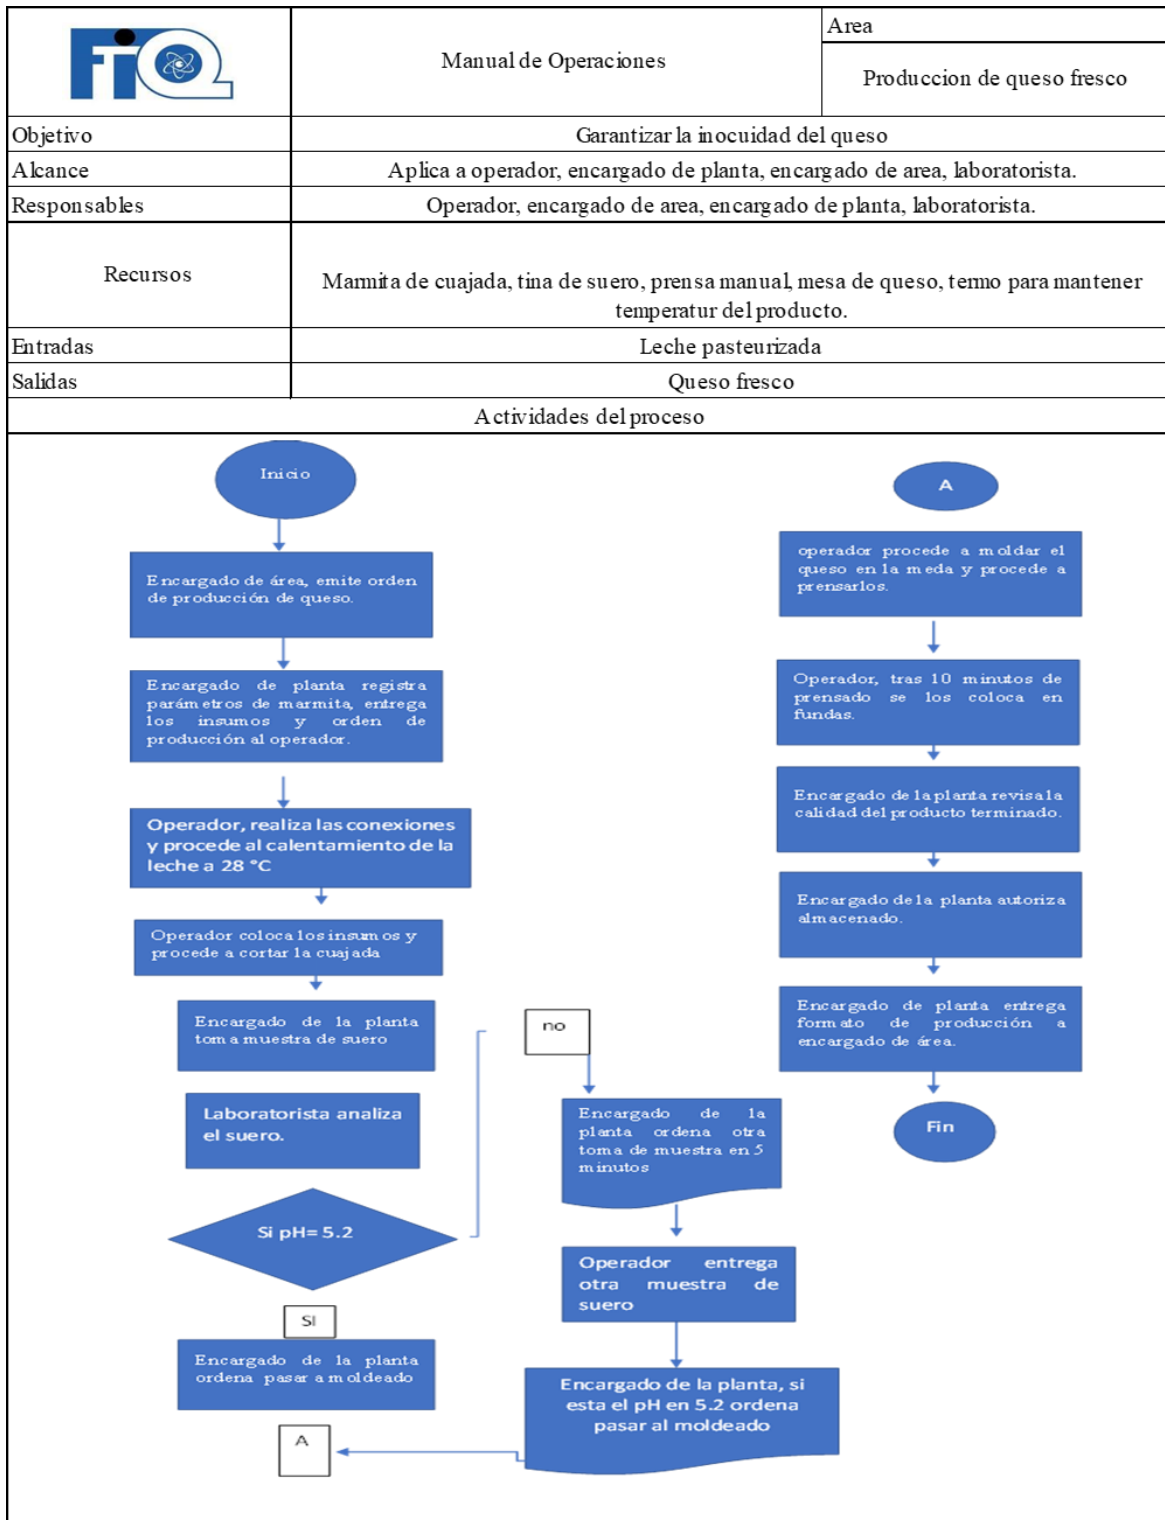 FIQ
Manual de Operaciones
Area
Produccion de queso fresco
Objetivo
Garantizar la inocuidad del queso
Alcance
Aplica a operador, encargado de planta, encargado de area, laboratorista.
Responsables
Operador, encargado de area, encargado de planta, laboratorista.
Recursos
Marmita de cuajada, tina de suero, prensa manual, mesa de queso, termo para mantener
temperatur del producto.
Entradas
Leche pasteurizada
Salidas
Queso fresco
Actividades del proceso
Inicio
Encargado de área, emite orden
de producción de queso.
Encargado de planta registra
parámetros de marmita, entrega
los insumos y orden de
producción al operador.
Operador, realiza las conexiones
y procede al calentamiento de la
leche a 28 °C
Operador coloca los insumos y
procede a cortar la cuajada
Encargado de la planta
toma muestra de suero
Laboratorista analiza
el suero.
Si pH= 5.2
SI
Encargado de la planta
ordena pasar a moldeado
A
no
Encargado de la
planta ordena otra
toma de muestra en 5
minutos
Operador entrega
otra muestra de
suero
Encargado de la planta, si
esta el pH en 5.2 ordena
pasar al moldeado
A
operador procede a moldar el
queso en la meda y procede a
prensarlos.
Operador, tras 10 minutos de
prensado se los coloca en
fundas.
Encargado de la planta revisa la
calidad del producto terminado.
Encargado de la planta autoriza
almacenado.
Encargado de planta entrega
formato de producción a
encargado de área.
Fin